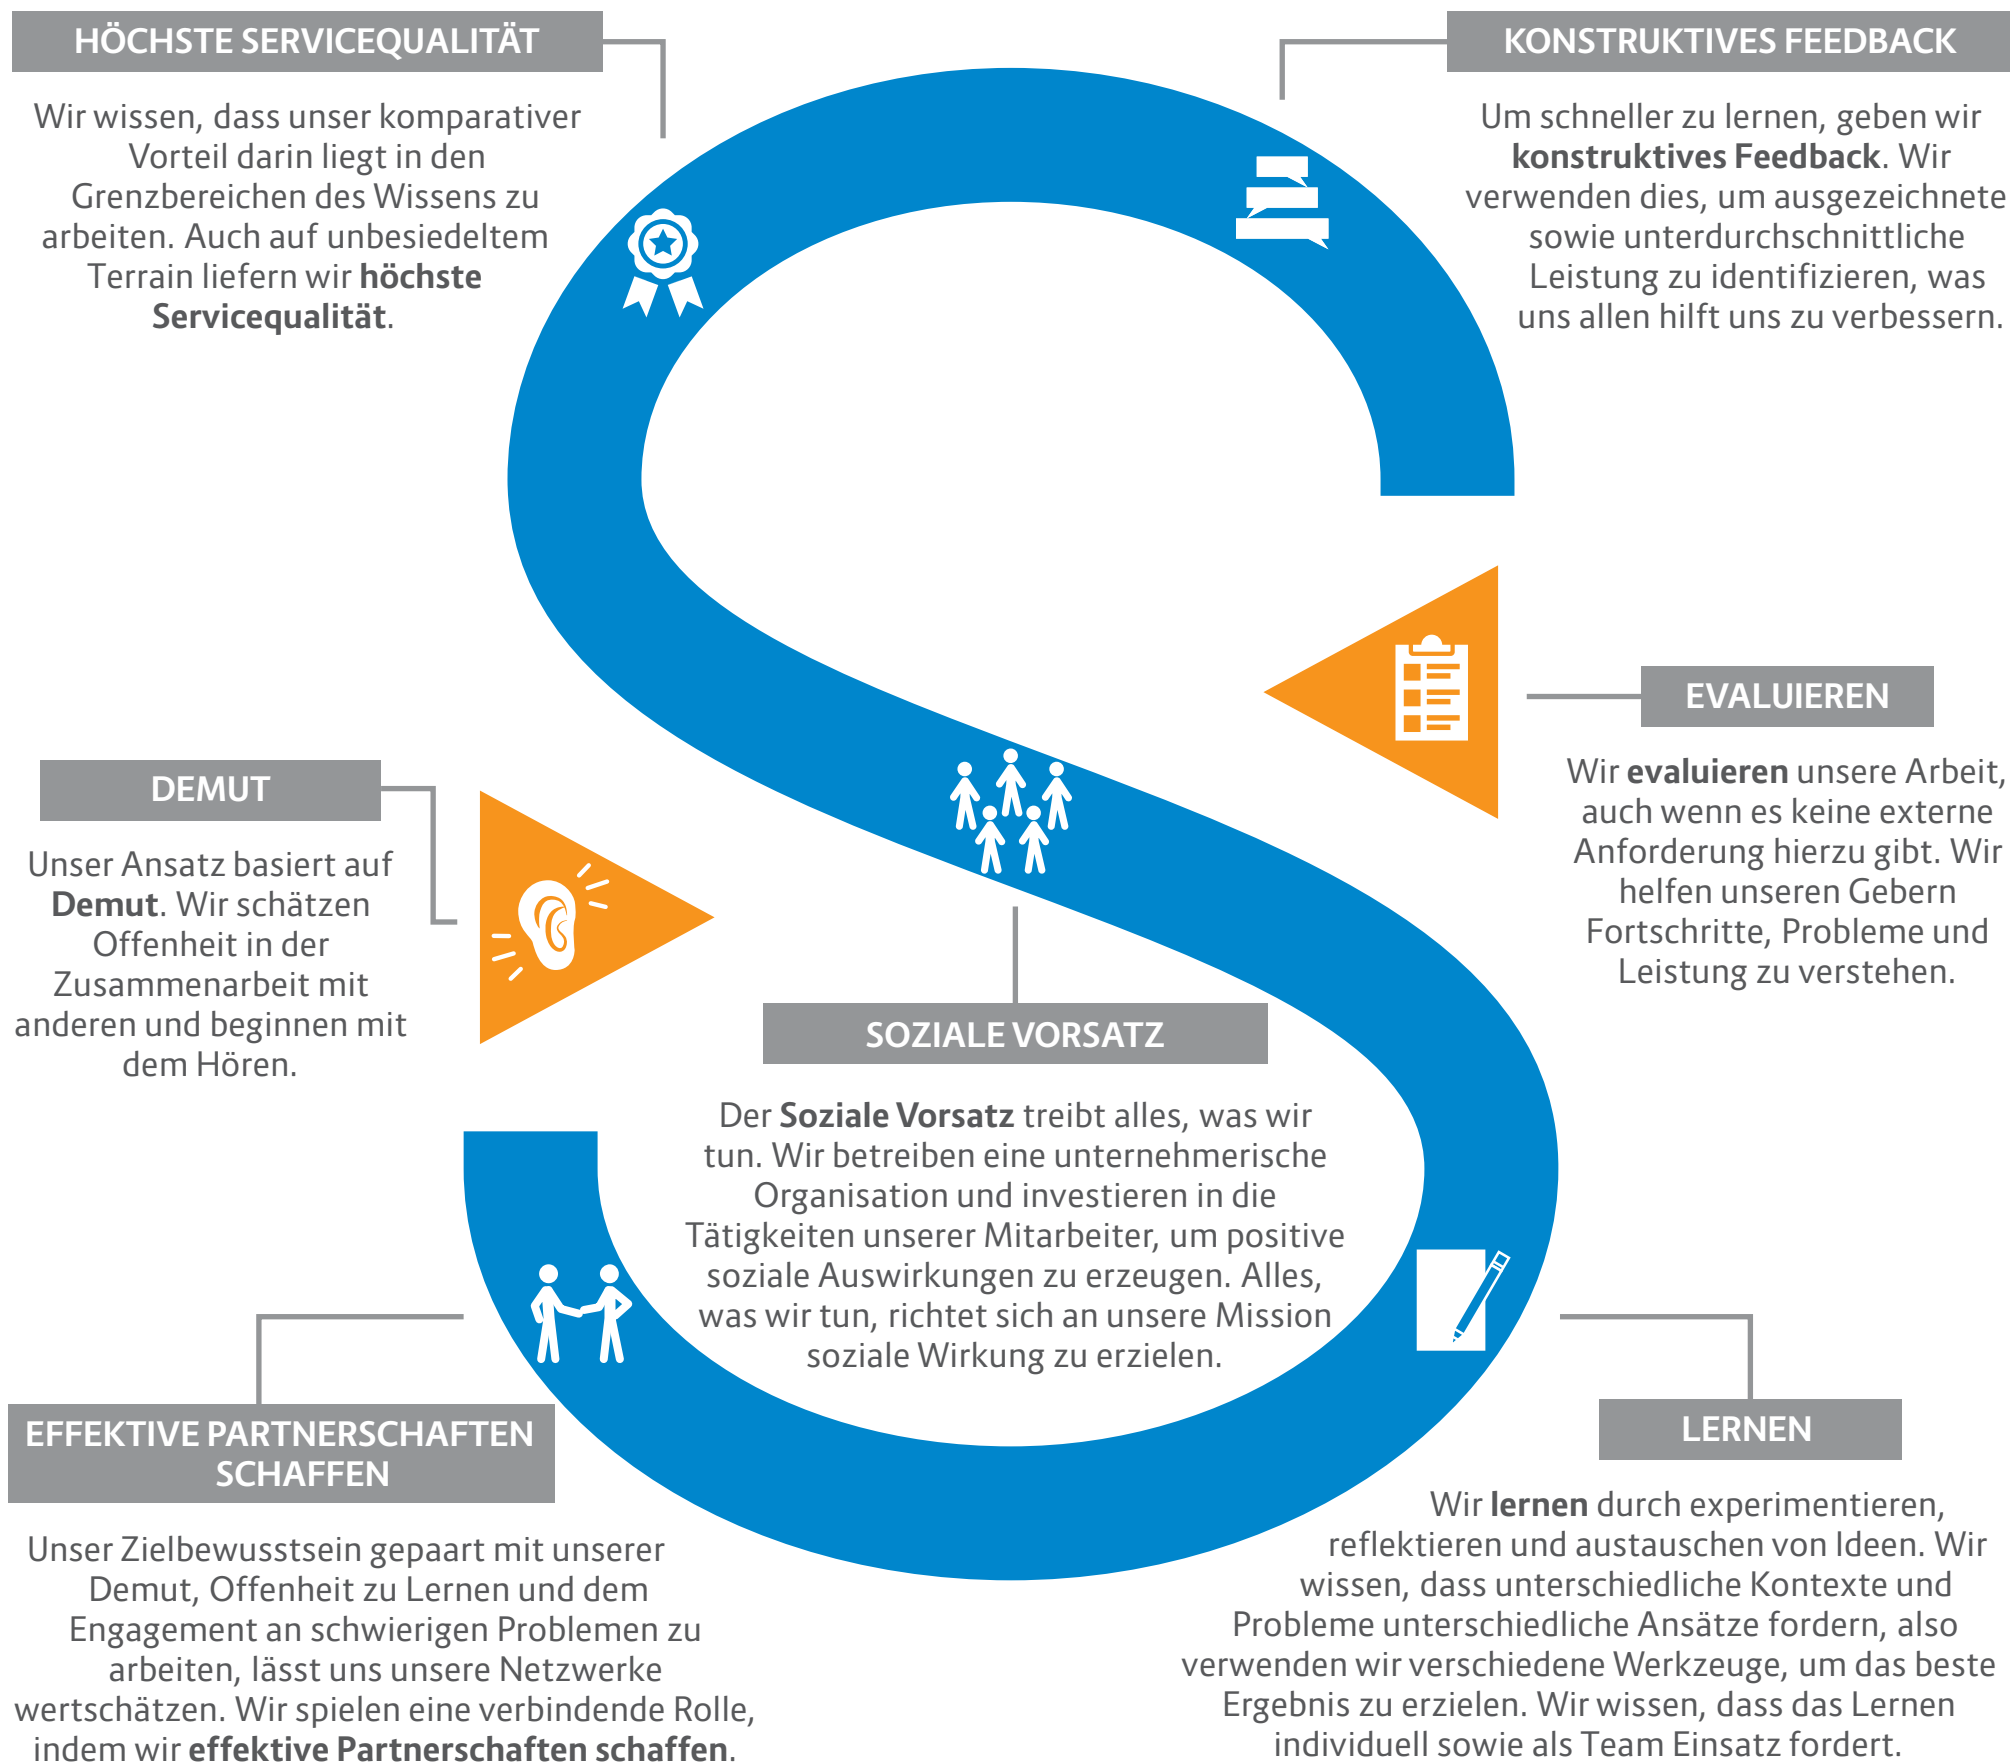 HÖCHSTE SERVICEQUALITÄT
Wir wissen, dass unser komparativer
Vorteil darin liegt in den
Grenzbereichen des Wissens zu
arbeiten. Auch auf unbesiedeltem
Terrain liefern wir höchste
Servicequalität.
KONSTRUKTIVES FEEDBACK
Um schneller zu lernen, geben wir
konstruktives Feedback. Wir
verwenden dies, um ausgezeichnete
sowie unterdurchschnittliche
Leistung zu identifizieren, was
uns allen hilft uns zu verbessern.
EVALUIEREN
Wir evaluieren unsere Arbeit,
auch wenn es keine externe
Anforderung hierzu gibt. Wir
helfen unseren Gebern
Fortschritte, Probleme und
Leistung zu verstehen.
DEMUT
Unser Ansatz basiert auf
Demut. Wir schätzen
Offenheit in der
Zusammenarbeit mit
anderen und beginnen mit
dem Hören.
SOZIALE VORSATZ
Der Soziale Vorsatz treibt alles, was wir
tun. Wir betreiben eine unternehmerische
Organisation und investieren in die
Tätigkeiten unserer Mitarbeiter, um positive
soziale Auswirkungen zu erzeugen. Alles,
was wir tun, richtet sich an unsere Mission
soziale Wirkung zu erzielen.
EFFEKTIVE PARTNERSCHAFTEN
SCHAFFEN
Unser Zielbewusstsein gepaart mit unserer
Demut, Offenheit zu Lernen und dem
Engagement an schwierigen Problemen zu
arbeiten, lässt uns unsere Netzwerke
wertschätzen. Wir spielen eine verbindende Rolle,
indem wir effektive Partnerschaften schaffen.
LERNEN
Wir lernen durch experimentieren,
reflektieren und austauschen von Ideen. Wir
wissen, dass unterschiedliche Kontexte und
Probleme unterschiedliche Ansätze fordern, also
verwenden wir verschiedene Werkzeuge, um das beste
Ergebnis zu erzielen. Wir wissen, dass das Lernen
individuell sowie als Team Einsatz fordert.